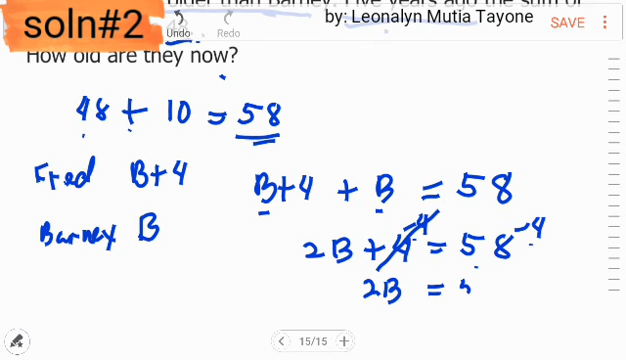 soln#2
older than Barney. Five years ago the sum of
by: Leonalyn Mutia Tayone
SAVE
Undo
Redo
How old are they now?
48 + 10 = 58
Fred B+4
B+4 + B = 58
Barney B
2B + 4 -4 = 58 -4
2B =
15/15